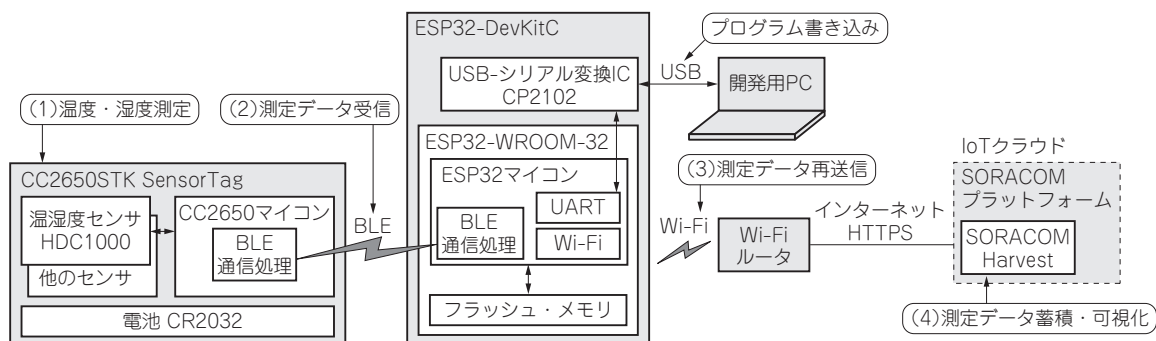 ESP32-DevKitC
プログラム書き込み
USB-シリアル変換IC
CP2102
USB
開発用PC
(1)温度・湿度測定
(2)測定データ受信
ESP32-WROOM-32
ESP32マイコン
UART
BLE
通信処理
Wi-Fi
フラッシュ・メモリ
CC2650STK SensorTag
温湿度センサ
HDC1000
他のセンサ
CC2650マイコン
BLE
通信処理
電池 CR2032
BLE
(3)測定データ再送信
Wi-Fi
Wi-Fi
ルータ
インターネット
HTTPS
IoTクラウド
SORACOM
プラットフォーム
SORACOM
Harvest
(4)測定データ蓄積・可視化